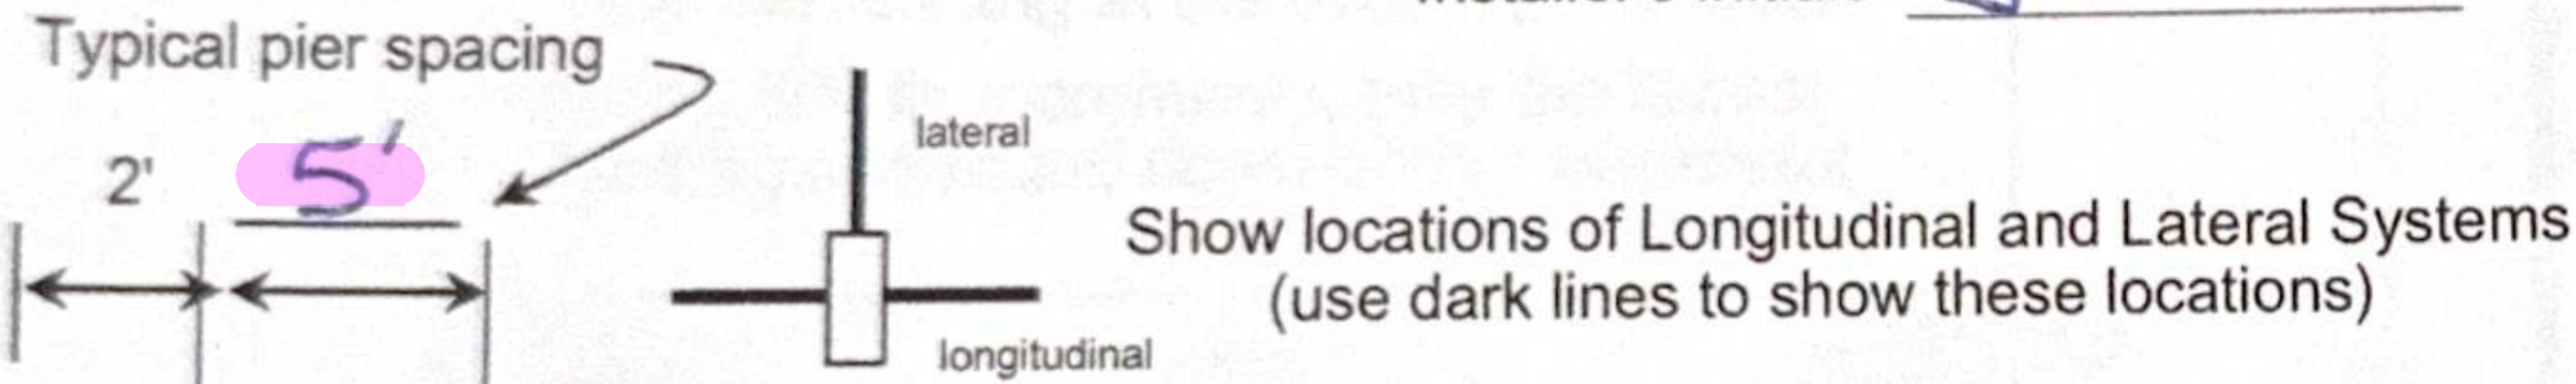 Typical pier spacing
2' 5'
lateral
longitudinal
Show locations of Longitudinal and Lateral Systems
(use dark lines to show these locations)